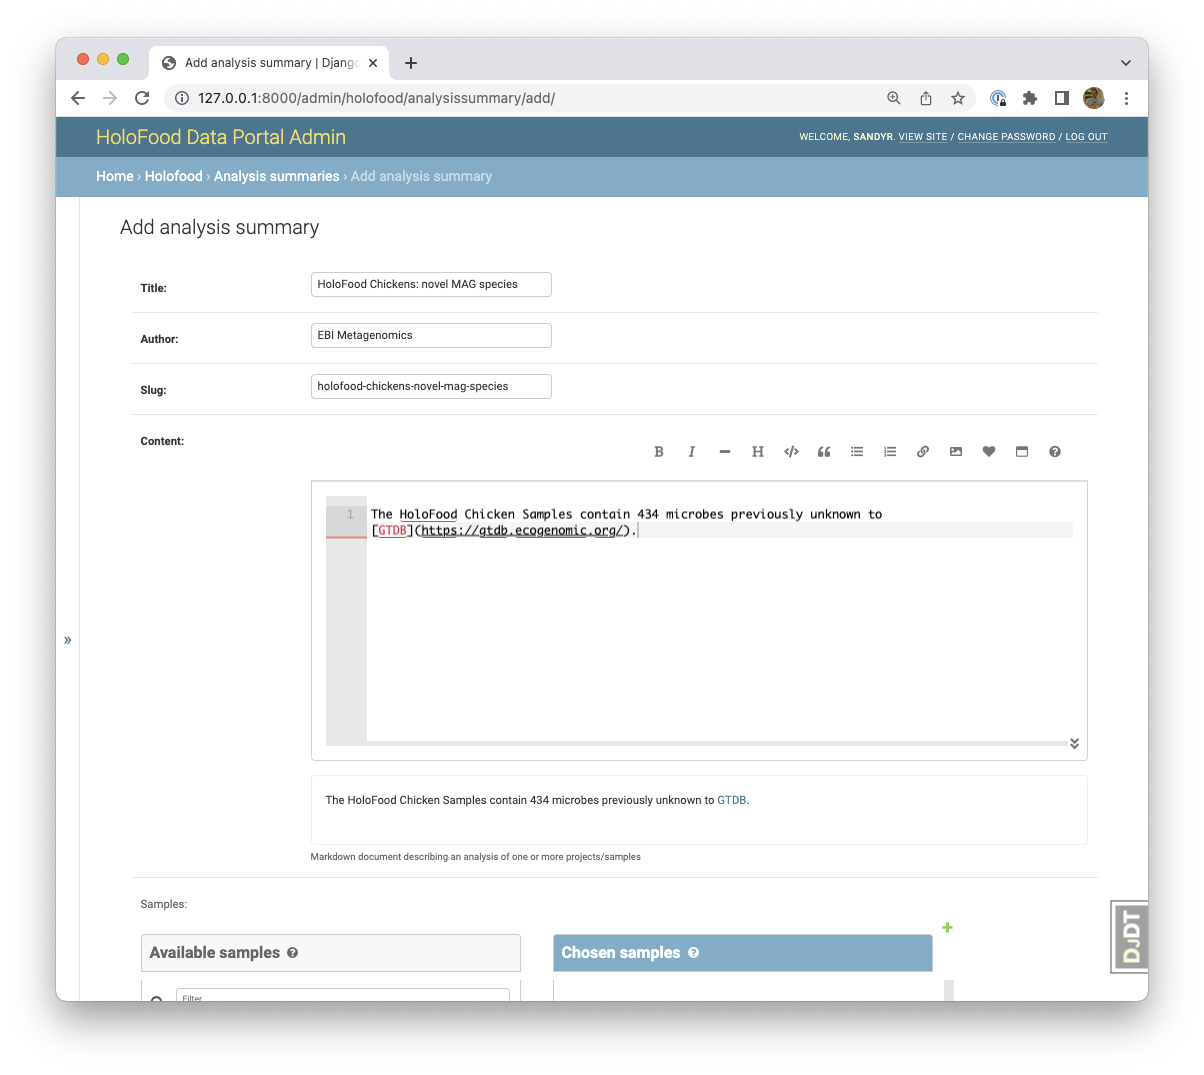 Add analysis summary | Django
127.0.0.1:8000/admin/holofood/analysissummary/add/
HoloFood Data Portal Admin
WELCOME, SANDYR. VIEW SITE / CHANGE PASSWORD / LOG OUT
Home › Holofood › Analysis summaries › Add analysis summary
Add analysis summary
Title:
HoloFood Chickens: novel MAG species
Author:
EBI Metagenomics
Slug:
holofood-chickens-novel-mag-species
Content:
B I H
1 The HoloFood Chicken Samples contain 434 microbes previously unknown to
[GTDB](https://gtdb.ecogenomic.org/).
»
The HoloFood Chicken Samples contain 434 microbes previously unknown to GTDB.
Markdown document describing an analysis of one or more projects/samples
Samples:
Available samples ?
Chosen samples ?
Filter
DJDT